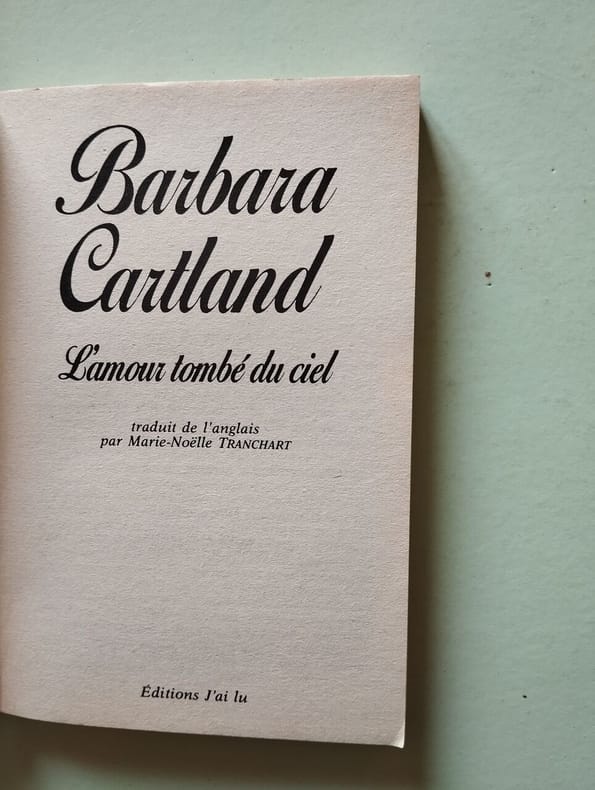 Barbara
Cartland
L'amour tombé du ciel
traduit de l'anglais
par Marie-Noëlle TRANCHART
Éditions J'ai lu